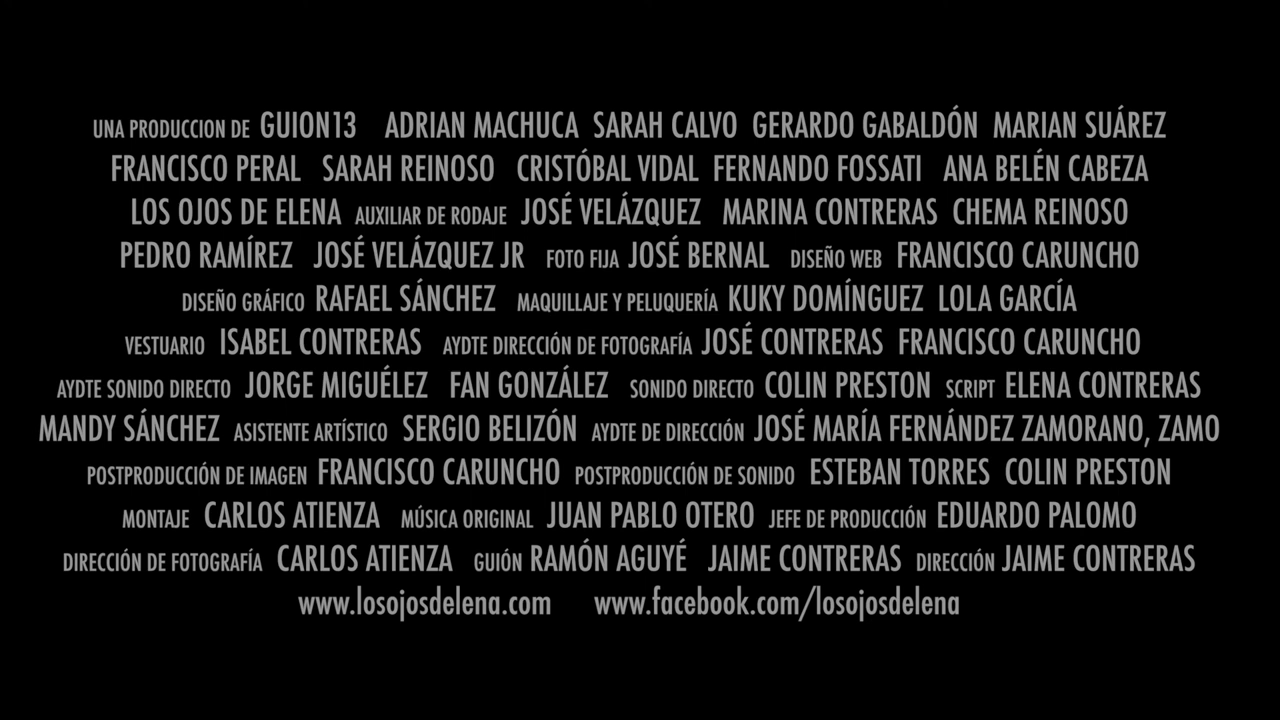 UNA PRODUCCION DE GUION13 ADRIAN MACHUCA SARAH CALVO GERARDO GABALDÓN MARIAN SUÁREZ
FRANCISCO PERAL SARAH REINOSO CRISTÓBAL VIDAL FERNANDO FOSSATI ANA BELÉN CABEZA
LOS OJOS DE ELENA AUXILIAR DE RODAJE JOSÉ VELÁZQUEZ MARINA CONTRERAS CHEMA REINOSO
PEDRO RAMÍREZ JOSÉ VELÁZQUEZ JR FOTO FIJA JOSÉ BERNAL DISEÑO WEB FRANCISCO CARUNCHO
DISEÑO GRÁFICO RAFAEL SÁNCHEZ MAQUILLAJE Y PELUQUERÍA KUKY DOMÍNGUEZ LOLA GARCÍA
VESTUARIO ISABEL CONTRERAS AYDTE DIRECCIÓN DE FOTOGRAFÍA JOSÉ CONTRERAS FRANCISCO CARUNCHO
AYDTE SONIDO DIRECTO JORGE MIGUÉLEZ FAN GONZÁLEZ SONIDO DIRECTO COLIN PRESTON SCRIPT ELENA CONTRERAS
MANDY SÁNCHEZ ASISTENTE ARTÍSTICO SERGIO BELIZÓN AYDTE DE DIRECCIÓN JOSÉ MARÍA FERNÁNDEZ ZAMORANO, ZAMO
POSTPRODUCCIÓN DE IMAGEN FRANCISCO CARUNCHO POSTPRODUCCIÓN DE SONIDO ESTEBAN TORRES COLIN PRESTON
MONTAJE CARLOS ATIENZA MÚSICA ORIGINAL JUAN PABLO OTERO JEFE DE PRODUCCIÓN EDUARDO PALOMO
DIRECCIÓN DE FOTOGRAFÍA CARLOS ATIENZA GUIÓN RAMÓN AGUYÉ JAIME CONTRERAS DIRECCIÓN JAIME CONTRERAS
www.losojosdelena.com www.facebook.com/losojosdelena